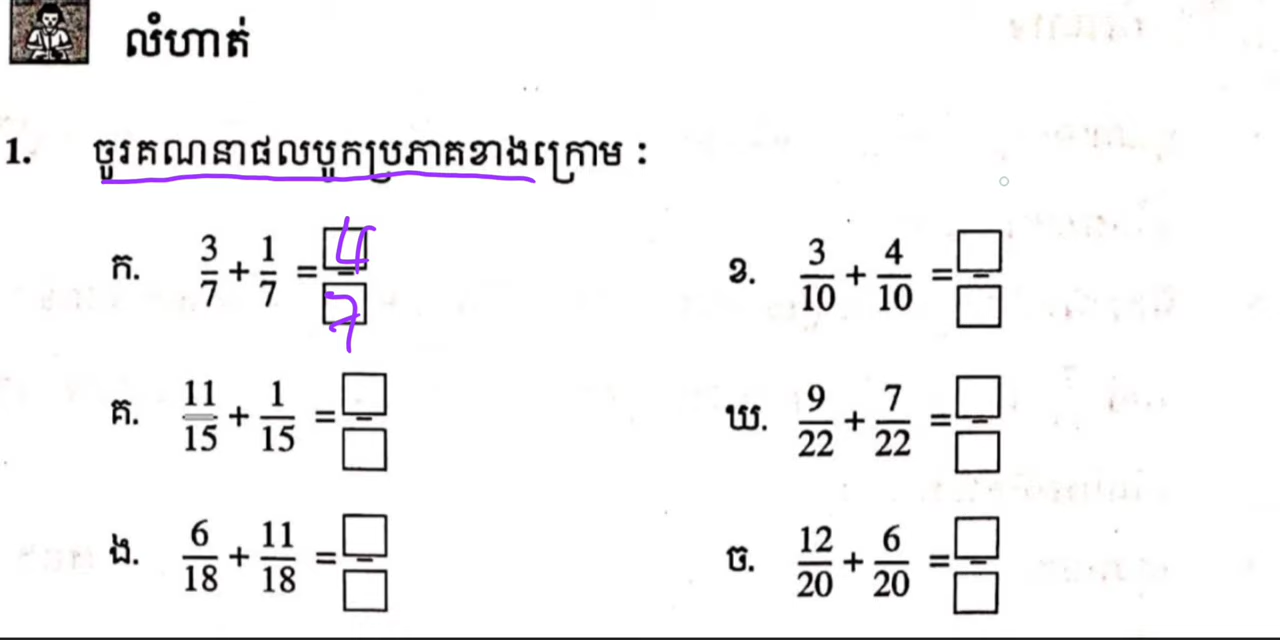 លំហាត់
1. ចូរគណនាផលបូកប្រភាគខាងក្រោម ៖
ក. 3/7 + 1/7 = 4/7
ខ. 3/10 + 4/10 = □/□
គ. 11/15 + 1/15 = □/□
ឃ. 9/22 + 7/22 = □/□
ង. 6/18 + 11/18 = □/□
ច. 12/20 + 6/20 = □/□